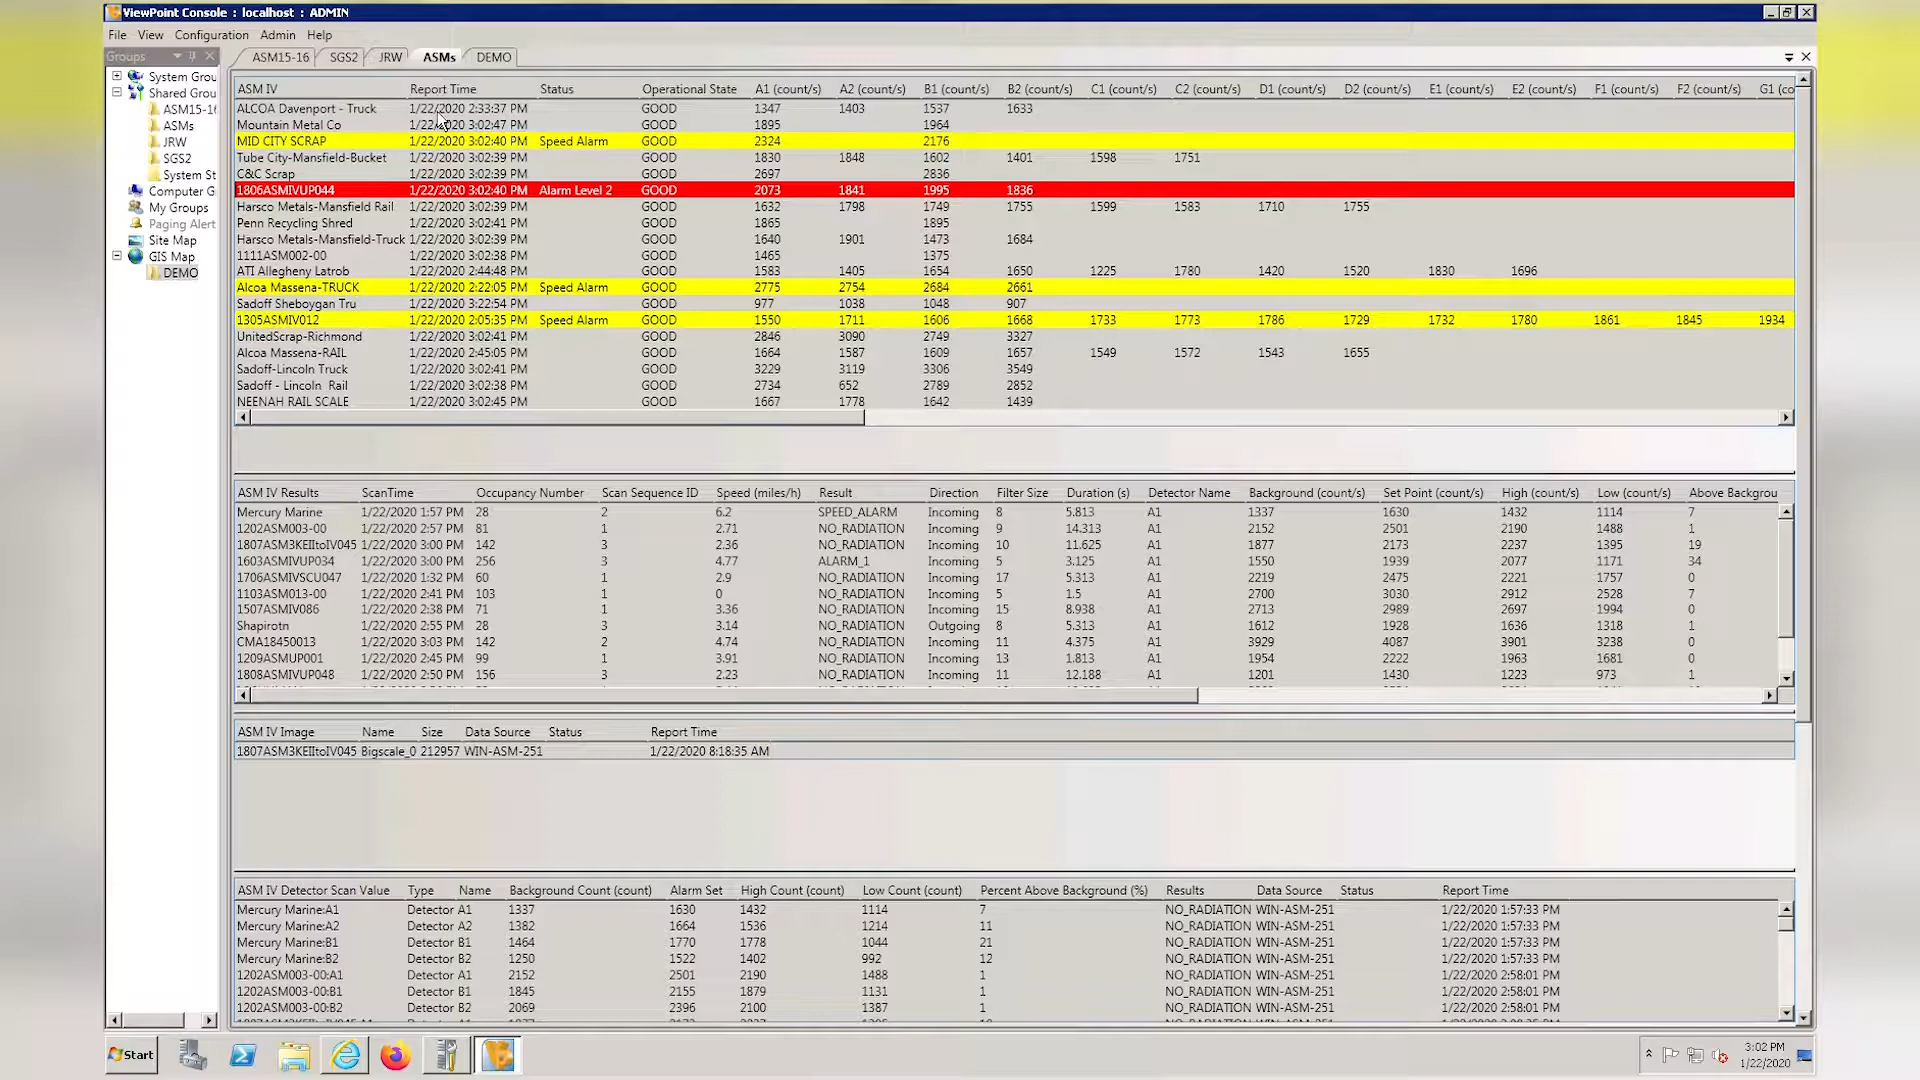 ViewPoint Console : localhost : ADMIN
File View Configuration Admin Help
Groups
ASM15-16 SGS2 JRW ASMs DEMO
System Grou
Shared Grou
ASM15-16
ASMs
JRW
SGS2
System St
Computer G
My Groups
Paging Alert
Site Map
GIS Map
DEMO
ASM IV Report Time Status Operational State A1 (count/s) A2 (count/s) B1 (count/s) B2 (count/s) C1 (count/s) C2 (count/s) D1 (count/s) D2 (count/s) E1 (count/s) E2 (count/s) F1 (count/s) F2 (count/s) G1 (co
ALCOA Davenport - Truck 1/22/2020 2:33:37 PM GOOD 1347 1403 1537 1633
Mountain Metal Co 1/22/2020 3:02:47 PM GOOD 1895 1964
MID CITY SCRAP 1/22/2020 3:02:40 PM Speed Alarm GOOD 2324 2176
Tube City-Mansfield-Bucket 1/22/2020 3:02:39 PM GOOD 1830 1848 1602 1401 1598 1751
C&C Scrap 1/22/2020 3:02:39 PM GOOD 2697 2836
1806ASMIVUP044 1/22/2020 3:02:40 PM Alarm Level 2 GOOD 2073 1841 1995 1836
Harsco Metals-Mansfield Rail 1/22/2020 3:02:39 PM GOOD 1632 1798 1749 1755 1599 1583 1710 1755
Penn Recycling Shred 1/22/2020 3:02:41 PM GOOD 1865 1895
Harsco Metals-Mansfield-Truck 1/22/2020 3:02:39 PM GOOD 1640 1901 1473 1684
1111ASM002-00 1/22/2020 3:02:38 PM GOOD 1465 1375
ATI Allegheny Latrob 1/22/2020 2:44:48 PM GOOD 1583 1405 1654 1650 1225 1780 1420 1520 1830 1696
Alcoa Massena-TRUCK 1/22/2020 2:22:05 PM Speed Alarm GOOD 2775 2754 2684 2661
Sadoff Sheboygan Tru 1/22/2020 3:22:54 PM GOOD 977 1038 1048 907
1305ASMIV012 1/22/2020 2:05:35 PM Speed Alarm GOOD 1550 1711 1606 1668 1733 1773 1786 1729 1732 1780 1861 1845 1934
UnitedScrap-Richmond 1/22/2020 3:02:41 PM GOOD 2846 3090 2749 3327
Alcoa Massena-RAIL 1/22/2020 2:45:05 PM GOOD 1664 1587 1609 1657 1549 1572 1543 1655
Sadoff-Lincoln Truck 1/22/2020 3:02:41 PM GOOD 3229 3119 3306 3549
Sadoff - Lincoln Rail 1/22/2020 3:02:38 PM GOOD 2734 652 2789 2852
NEENAH RAIL SCALE 1/22/2020 3:02:45 PM GOOD 1667 1778 1642 1439
ASM IV Results ScanTime Occupancy Number Scan Sequence ID Speed (miles/h) Result Direction Filter Size Duration (s) Detector Name Background (count/s) Set Point (count/s) High (count/s) Low (count/s) Above Backgrou
Mercury Marine 1/22/2020 1:57 PM 28 2 6.2 SPEED_ALARM Incoming 8 5.813 A1 1337 1630 1432 1114 7
1202ASM003-00 1/22/2020 2:57 PM 81 1 2.71 NO_RADIATION Incoming 9 14.313 A1 2152 2501 2190 1488 1
1807ASM3KEIItoIV045 1/22/2020 3:00 PM 142 3 2.36 NO_RADIATION Incoming 10 11.625 A1 1877 2173 2237 1395 19
1603ASMIVUP034 1/22/2020 3:00 PM 256 3 4.77 ALARM_1 Incoming 5 3.125 A1 1550 1939 2077 1171 34
1706ASMIVSCU047 1/22/2020 1:32 PM 60 1 2.9 NO_RADIATION Incoming 17 5.313 A1 2219 2475 2221 1757 0
1103ASM013-00 1/22/2020 2:41 PM 103 1 0 NO_RADIATION Incoming 5 1.5 A1 2700 3030 2912 2528 7
1507ASMIV086 1/22/2020 2:38 PM 71 1 3.36 NO_RADIATION Incoming 15 8.938 A1 2713 2989 2697 1994 0
Shapirotn 1/22/2020 2:55 PM 28 3 3.14 NO_RADIATION Outgoing 8 5.313 A1 1612 1928 1636 1318 1
CMA18450013 1/22/2020 3:03 PM 142 2 4.74 NO_RADIATION Incoming 11 4.375 A1 3929 4087 3901 3238 0
1209ASMUP001 1/22/2020 2:45 PM 99 1 3.91 NO_RADIATION Incoming 13 1.813 A1 1954 2222 1963 1681 0
1808ASMIVUP048 1/22/2020 2:50 PM 156 3 2.23 NO_RADIATION Incoming 11 12.188 A1 1201 1430 1223 973 1
ASM IV Image Name Size Data Source Status Report Time
1807ASM3KEIItoIV045 Bigscale_0 212957 WIN-ASM-251 1/22/2020 8:18:35 AM
ASM IV Detector Scan Value Type Name Background Count (count) Alarm Set High Count (count) Low Count (count) Percent Above Background (%) Results Data Source Status Report Time
Mercury Marine:A1 Detector A1 1337 1630 1432 1114 7 NO_RADIATION WIN-ASM-251 1/22/2020 1:57:33 PM
Mercury Marine:A2 Detector A2 1382 1664 1536 1214 11 NO_RADIATION WIN-ASM-251 1/22/2020 1:57:33 PM
Mercury Marine:B1 Detector B1 1464 1770 1778 1044 21 NO_RADIATION WIN-ASM-251 1/22/2020 1:57:33 PM
Mercury Marine:B2 Detector B2 1250 1522 1402 992 12 NO_RADIATION WIN-ASM-251 1/22/2020 1:57:33 PM
1202ASM003-00:A1 Detector A1 2152 2501 2190 1488 1 NO_RADIATION WIN-ASM-251 1/22/2020 2:58:01 PM
1202ASM003-00:B1 Detector B1 1845 2155 1879 1131 1 NO_RADIATION WIN-ASM-251 1/22/2020 2:58:01 PM
1202ASM003-00:B2 Detector B2 2069 2396 2100 1387 1 NO_RADIATION WIN-ASM-251 1/22/2020 2:58:01 PM
Start
3:02 PM
1/22/2020